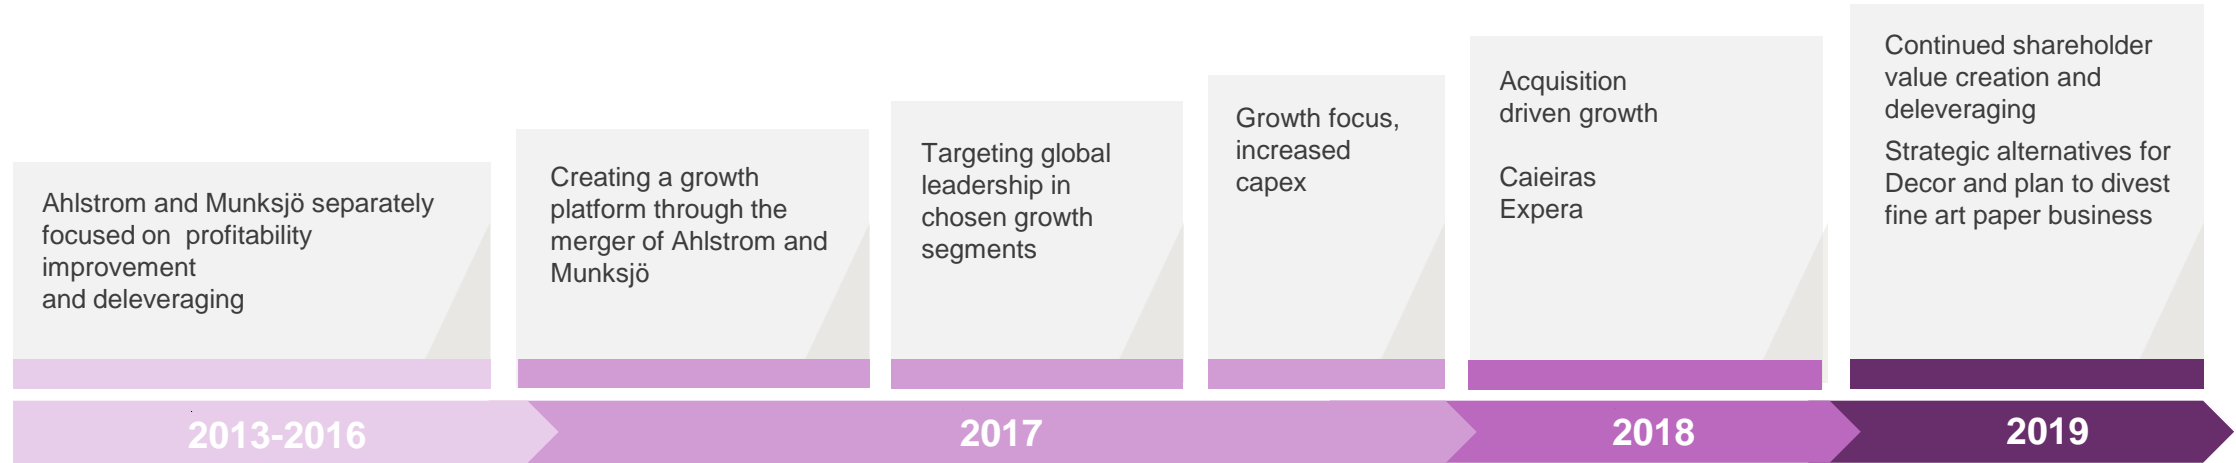 Ahlstrom and Munksjö separately
focused on  profitability
improvement
and deleveraging
Creating a growth
platform through the
merger of Ahlstrom and
Munksjö
Targeting global
leadership in
chosen growth
segments
Growth focus,
increased
capex
Acquisition
driven growth
Caieiras
Expera
Continued shareholder
value creation and
deleveraging
Strategic alternatives for
Decor and plan to divest
fine art paper business
2013-2016
2017
2018
2019